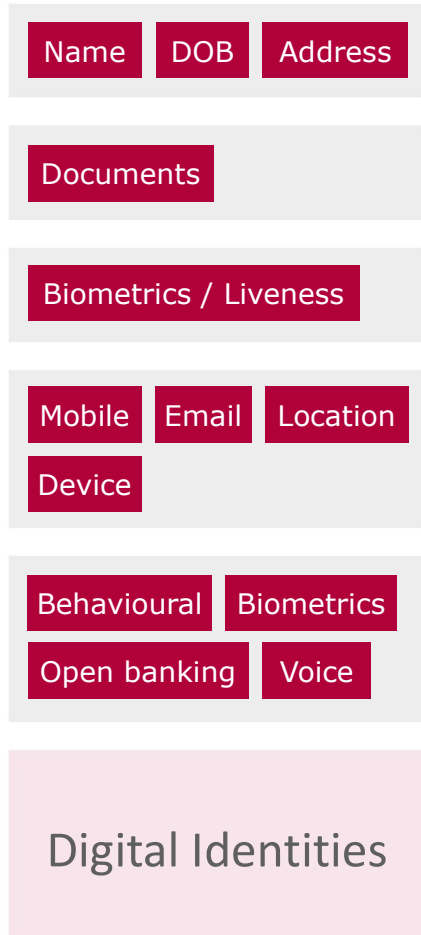 Name DOB Address
Documents
Biometrics / Liveness
Mobile Email Location
Device
Behavioural Biometrics
Open banking Voice
Digital Identities